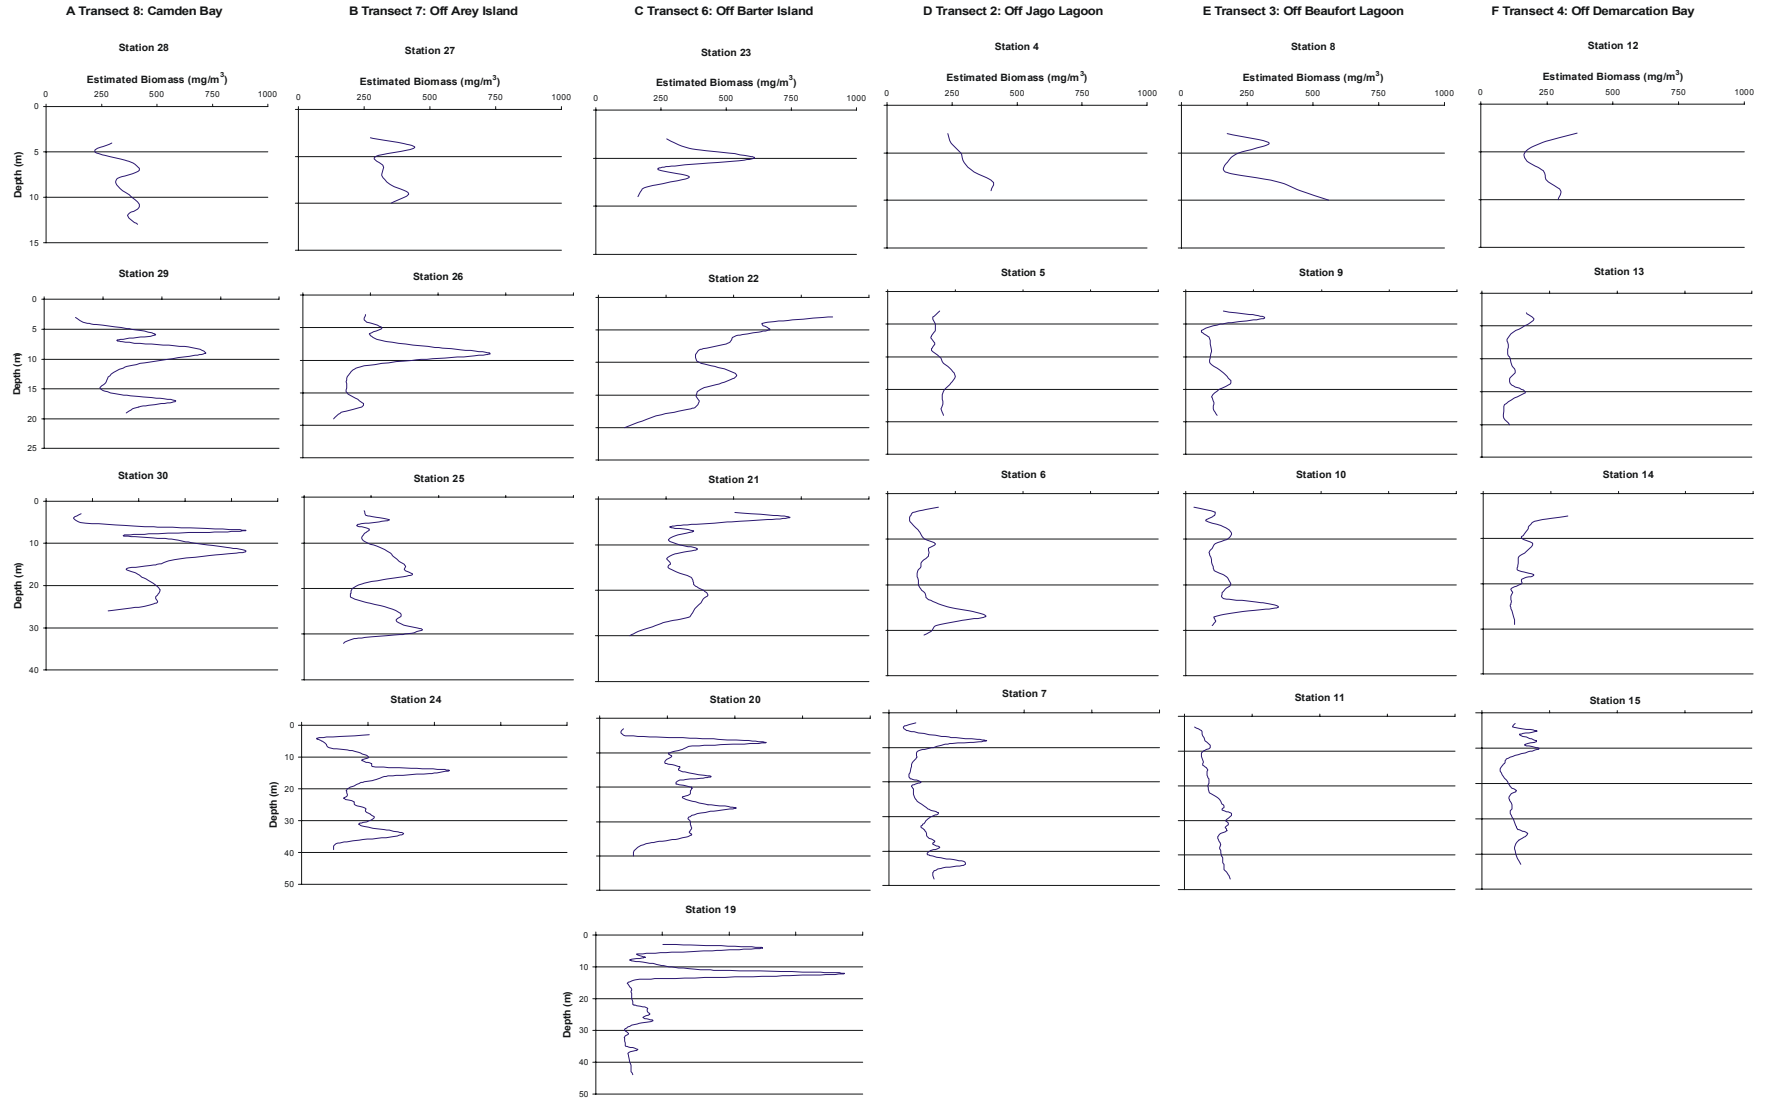 A Transect 8: Camden Bay
B Transect 7: Off Arey Island
C Transect 6: Off Barter Island
D Transect 2: Off Jago Lagoon
E Transect 3: Off Beaufort Lagoon
F Transect 4: Off Demarcation Bay
Station 28
Station 27
Station 23
Station 4
Station 8
Station 12
Estimated Biomass (mg/m³)
Estimated Biomass (mg/m³)
Estimated Biomass (mg/m³)
Estimated Biomass (mg/m³)
Estimated Biomass (mg/m³)
Estimated Biomass (mg/m³)
0 250 500 750 1000
0 250 500 750 1000
0 250 500 750 1000
0 250 500 750 1000
0 250 500 750 1000
0 250 500 750 1000
Depth (m)
0
5
10
15
Station 29
Station 26
Station 22
Station 5
Station 9
Station 13
Depth (m)
0
5
10
15
20
25
Station 30
Station 25
Station 21
Station 6
Station 10
Station 14
Depth (m)
0
10
20
30
40
Station 24
Station 20
Station 7
Station 11
Station 15
Depth (m)
0
10
20
30
40
50
Station 19
Depth (m)
0
10
20
30
40
50